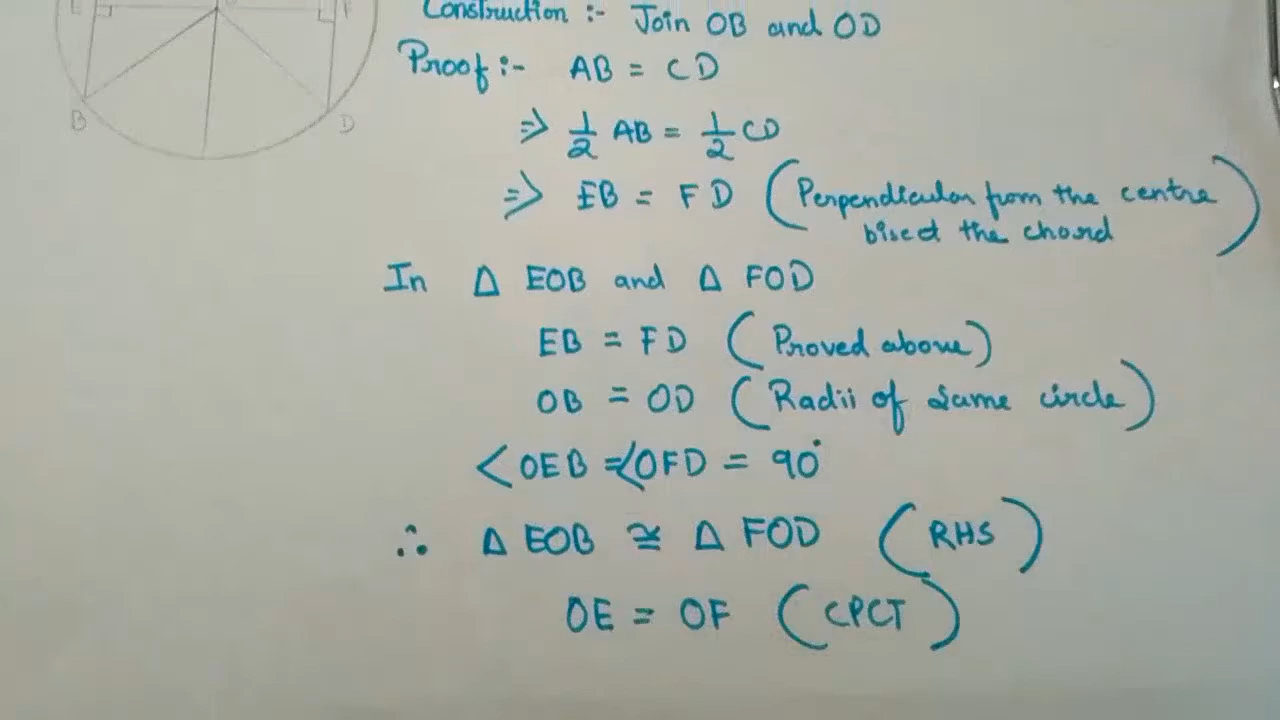 Construction :- Join OB and OD
Proof :- AB = CD
⇒ 1/2 AB = 1/2 CD
⇒ EB = FD (Perpendicular from the centre
bisect the chord)
In Δ EOB and Δ FOD
EB = FD (Proved above)
OB = OD (Radii of same circle)
<OEB = <OFD = 90°
∴ Δ EOB ≅ Δ FOD (RHS)
OE = OF (CPCT)
B
D